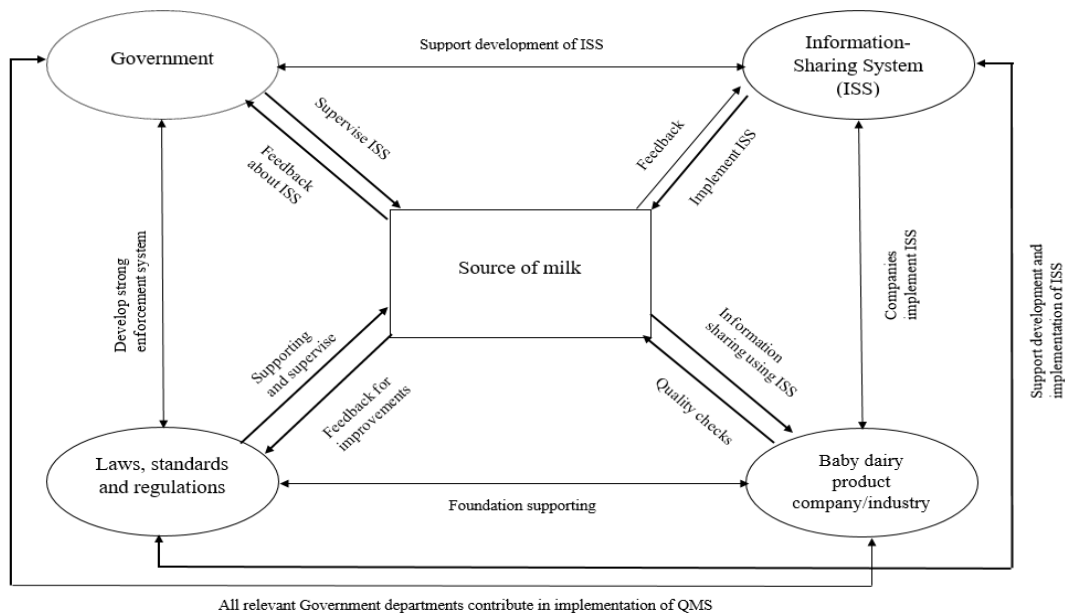 Government
Support development of ISS
Information-
Sharing System
(ISS)
Supervise ISS
Feedback
about ISS
Feedback
Implement ISS
Develop strong
enforcement system
Source of milk
Companies
implement ISS
Support development and
implementation of ISS
Supporting
and supervise
Feedback for
improvements
Information
sharing using ISS
Quality checks
Laws, standards
and regulations
Foundation supporting
Baby dairy
product
company/industry
All relevant Government departments contribute in implementation of QMS